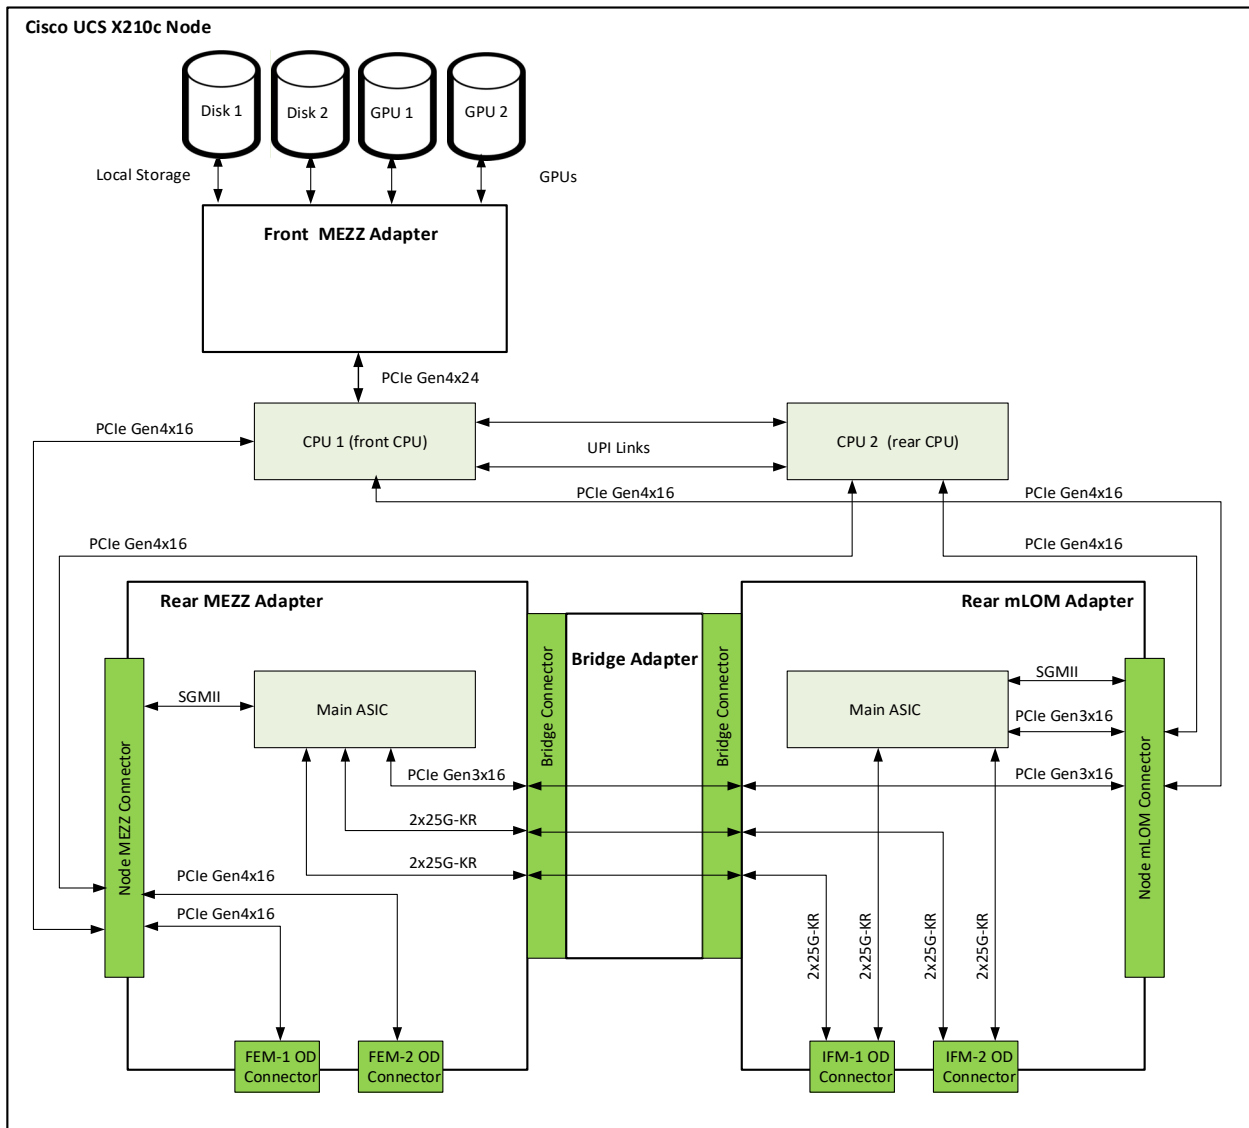 Cisco UCS X210c Node
Disk 1
Disk 2
GPU 1
GPU 2
Local Storage
GPUs
Front MEZZ Adapter
PCIe Gen4x24
PCIe Gen4x16
CPU 1 (front CPU)
UPI Links
CPU 2 (rear CPU)
PCIe Gen4x16
PCIe Gen4x16
PCIe Gen4x16
PCIe Gen4x16
Rear MEZZ Adapter
Rear mLOM Adapter
Bridge Connector
Bridge Adapter
Bridge Connector
Node MEZZ Connector
SGMII
Main ASIC
Main ASIC
SGMII
PCIe Gen3x16
Node mLOM Connector
PCIe Gen3x16
PCIe Gen3x16
2x25G-KR
2x25G-KR
PCIe Gen4x16
PCIe Gen4x16
2x25G-KR
2x25G-KR
2x25G-KR
2x25G-KR
FEM-1 OD
Connector
FEM-2 OD
Connector
IFM-1 OD
Connector
IFM-2 OD
Connector